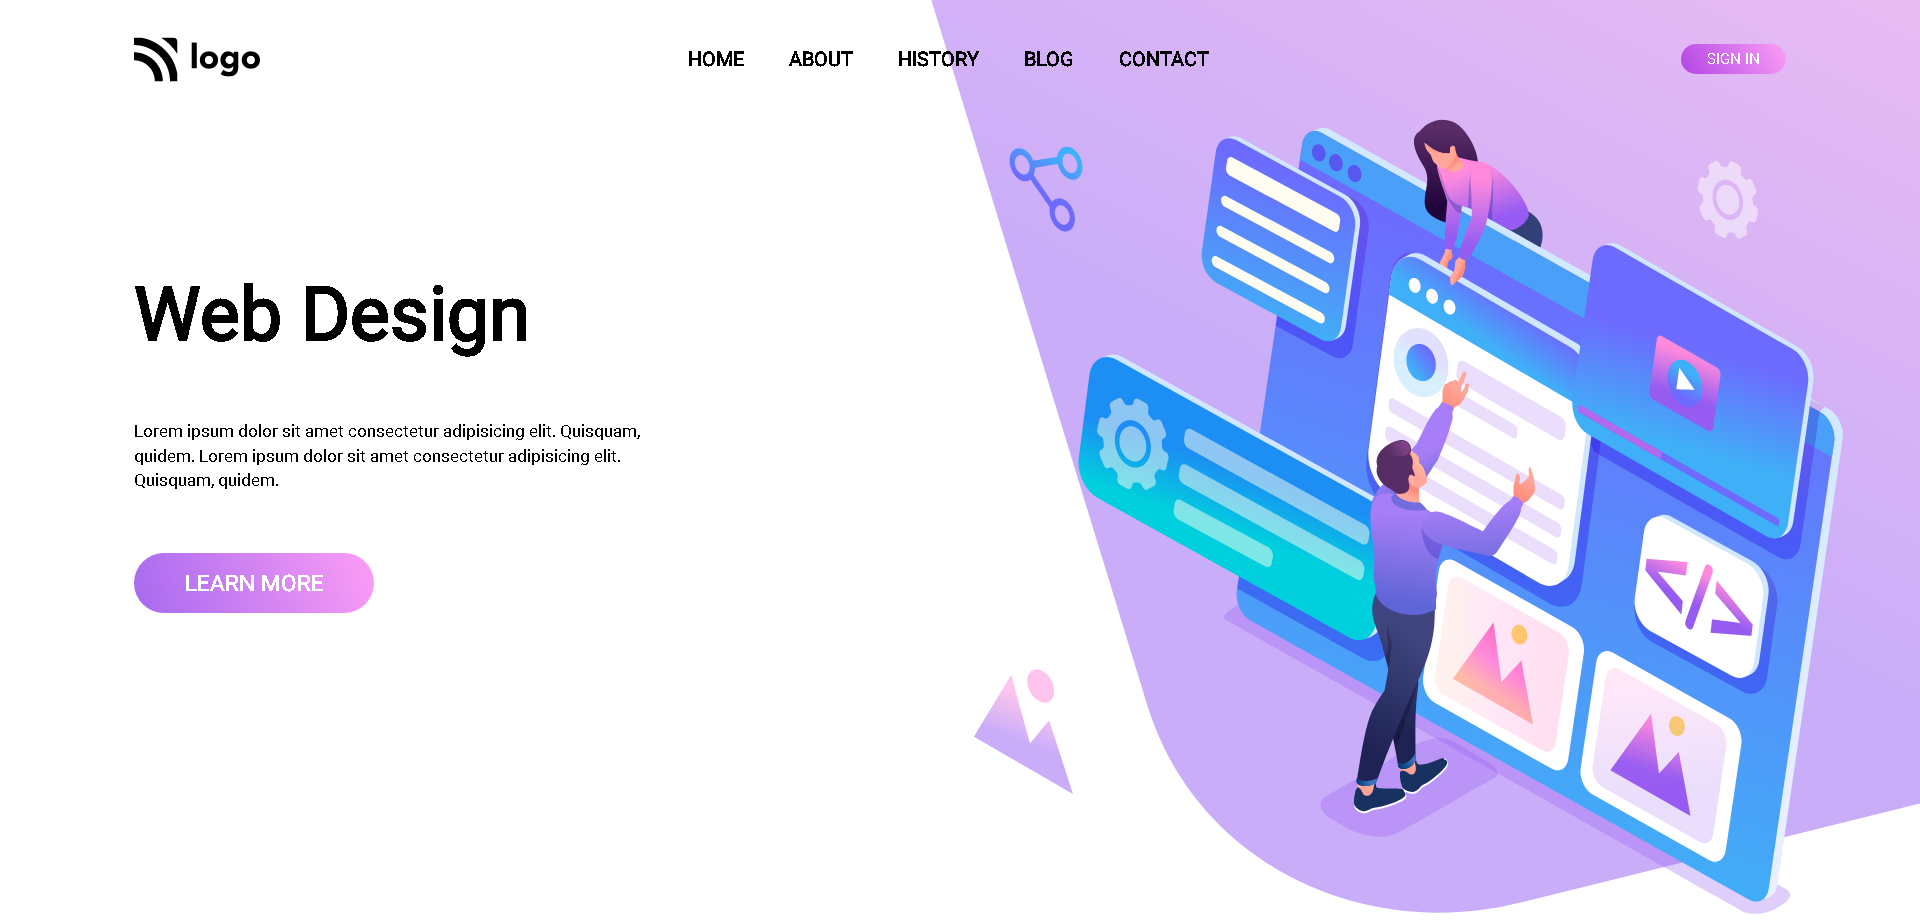 logo
HOME ABOUT HISTORY BLOG CONTACT
SIGN IN
Web Design
Lorem ipsum dolor sit amet consectetur adipisicing elit. Quisquam,
quidem. Lorem ipsum dolor sit amet consectetur adipisicing elit.
Quisquam, quidem.
LEARN MORE
</>